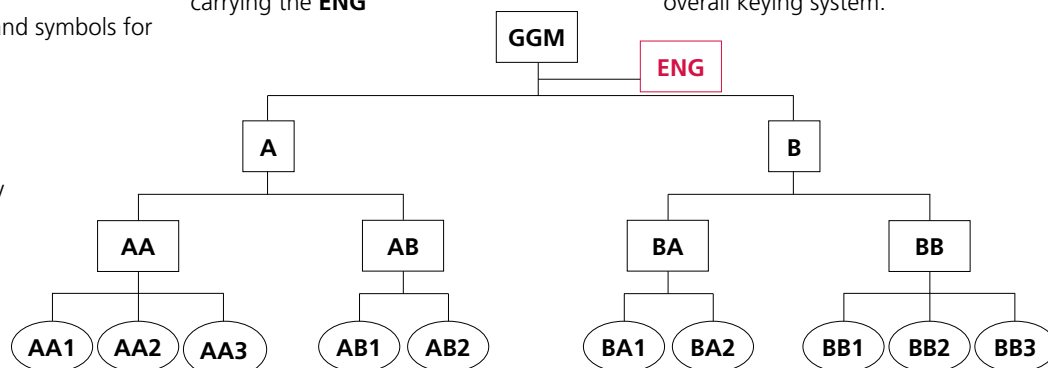 carrying the ENG
overall keying system.
and symbols for
GGM
ENG
A
B
AA
AB
BA
BB
AA1 AA2 AA3 AB1 AB2 BA1 BA2 BB1 BB2 BB3